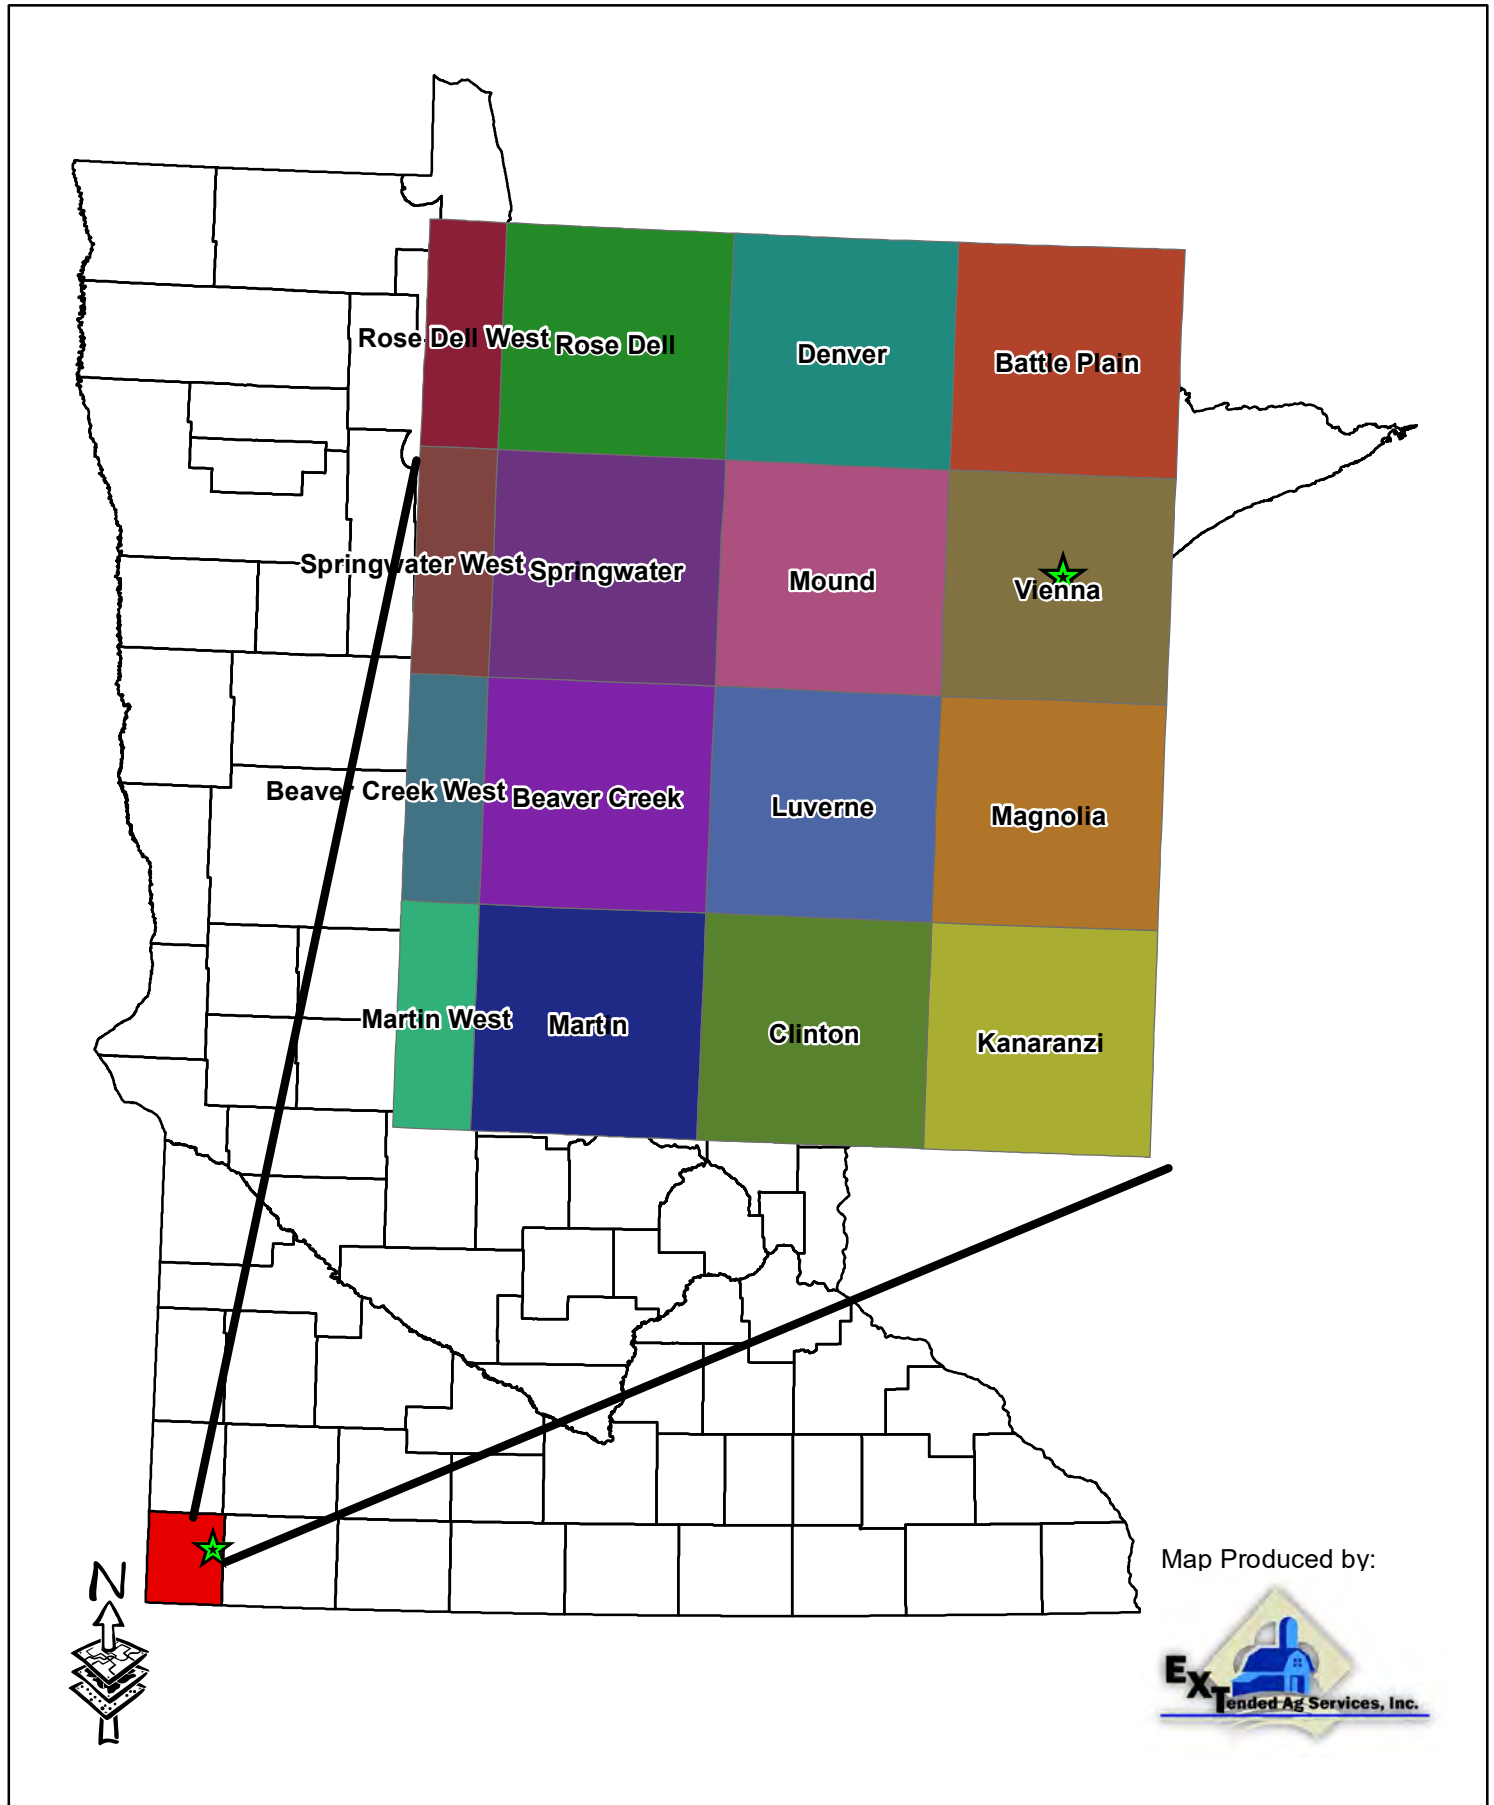 Rose Dell West
Rose Dell
Denver
Battle Plain
Springwater West
Springwater
Mound
Vienna
Beaver Creek West
Beaver Creek
Luverne
Magnolia
Martin West
Martin
Clinton
Kanaranzi
N
Map Produced by:
EXTended Ag Services, Inc.